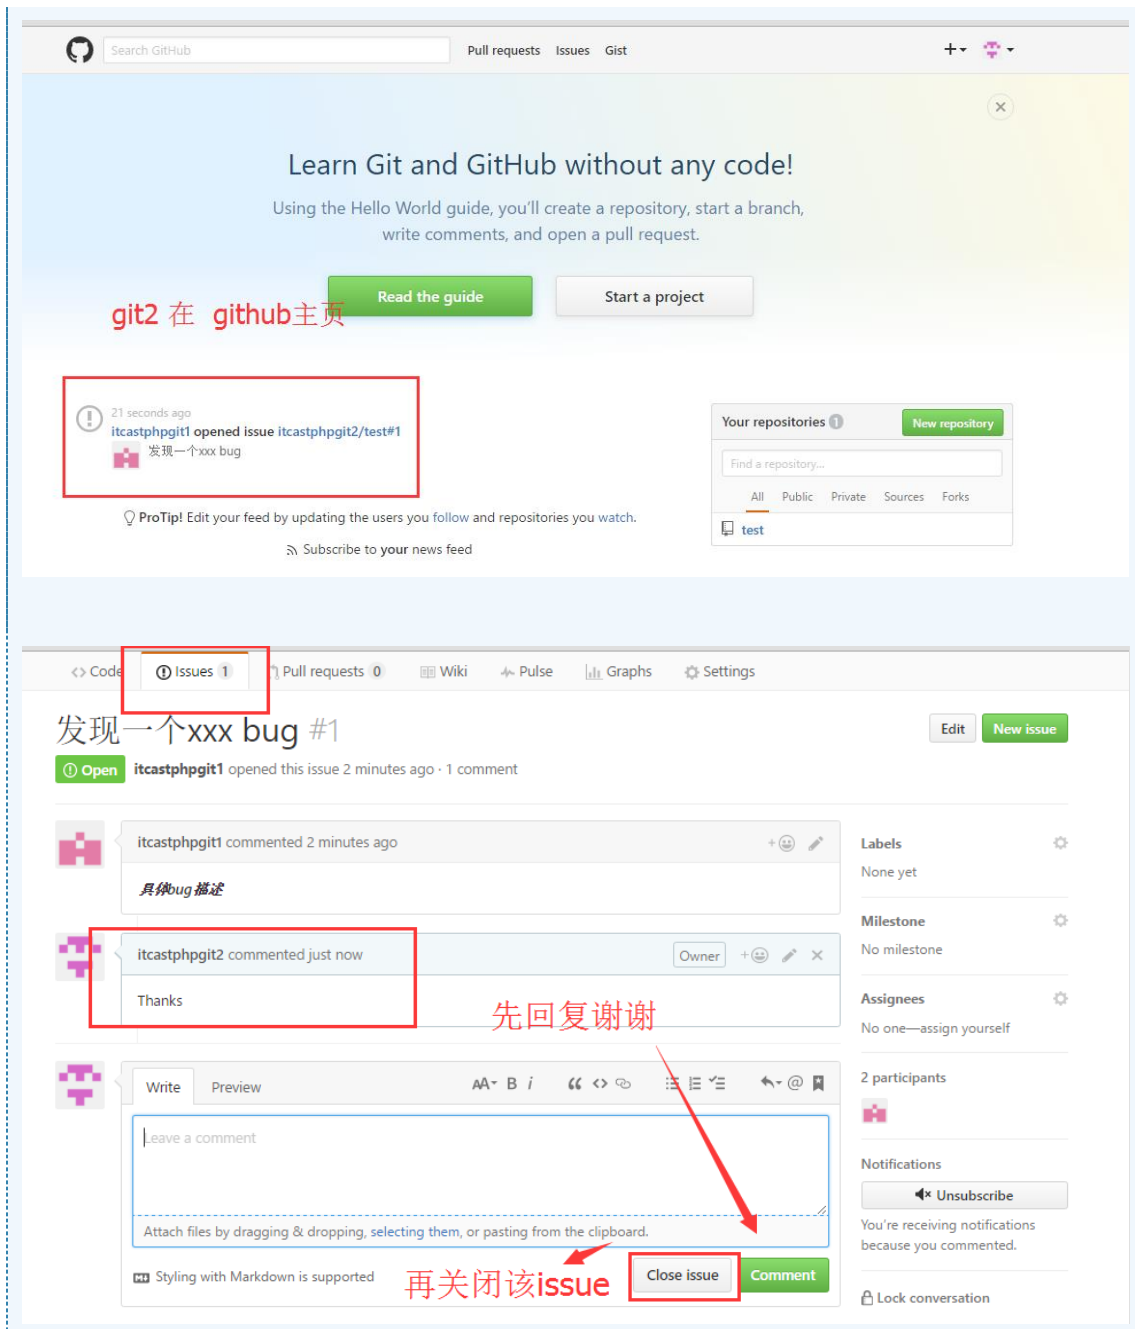 Search GitHub Pull requests Issues Gist
Learn Git and GitHub without any code!
Using the Hello World guide, you'll create a repository, start a branch,
write comments, and open a pull request.
Read the guide Start a project
git2 在 github主页
21 seconds ago
itcastphpgit1 opened issue itcastphpgit2/test#1
发现一个xxx bug
ProTip! Edit your feed by updating the users you follow and repositories you watch.
Subscribe to your news feed
Your repositories 1 New repository
Find a repository...
All Public Private Sources Forks
test
Code Issues 1 Pull requests 0 Wiki Pulse Graphs Settings
发现一个xxx bug #1 Edit New issue
Open itcastphpgit1 opened this issue 2 minutes ago · 1 comment
itcastphpgit1 commented 2 minutes ago
具体bug描述
itcastphpgit2 commented just now Owner
Thanks
先回复谢谢
Write Preview AA B i
Leave a comment
Attach files by dragging & dropping, selecting them, or pasting from the clipboard.
Styling with Markdown is supported
再关闭该issue
Close issue Comment
Labels
None yet
Milestone
No milestone
Assignees
No one—assign yourself
2 participants
Notifications
Unsubscribe
You're receiving notifications
because you commented.
Lock conversation